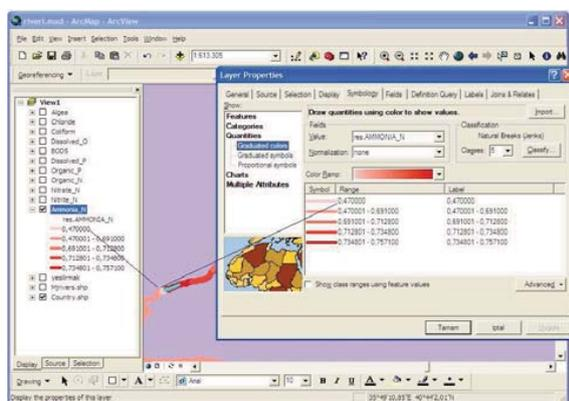 river1.mxd - ArcMap - ArcView
File Edit View Insert Selection Tools Window Help
1:613.305
Georeferencing Layer
View1
Algee
Chloride
Coliform
Dissolved_O
BOD5
Dissolved_P
Organic_P
Organic_N
Nitrate_N
Nitrite_N
Ammonia_N
res.AMMONIA_N
0,470000
0,470001 - 0,691000
0,691001 - 0,712800
0,712801 - 0,734800
0,734801 - 0,757100
yesilirmak
Mjrivers.shp
Country.shp
Display Source Selection
Layer Properties
General Source Selection Display Symbology Fields Definition Query Labels Joins & Relates
Show:
Features
Categories
Quantities
Graduated colors
Graduated symbols
Proportional symbols
Charts
Multiple Attributes
Draw quantities using color to show values.
Import...
Fields
Value: res.AMMONIA_N
Normalization: none
Classification
Natural Breaks (Jenks)
Classes: 5 Classify...
Color Ramp:
Symbol Range Label
0,470000 0,470000
0,470001 - 0,691000 0,470001 - 0,691000
0,691001 - 0,712800 0,691001 - 0,712800
0,712801 - 0,734800 0,712801 - 0,734800
0,734801 - 0,757100 0,734801 - 0,757100
Show class ranges using feature values
Advanced
Tamam İptal
Drawing A Arial 10 B I U A
Display the properties of this layer